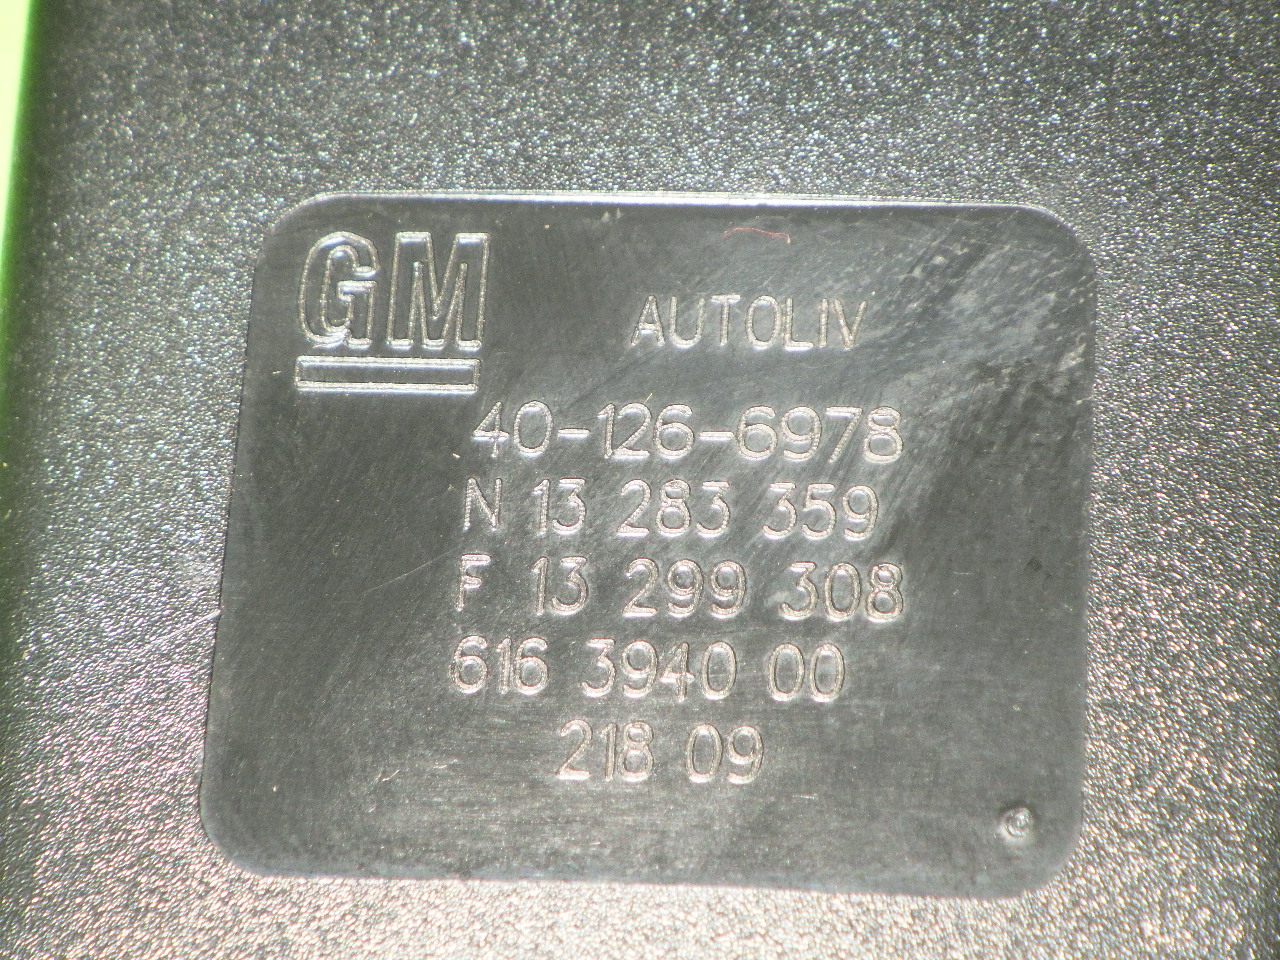 GM
AUTOLIV
40-126-6978
N 13 283 359
F 13 299 308
616 3940 00
218 09